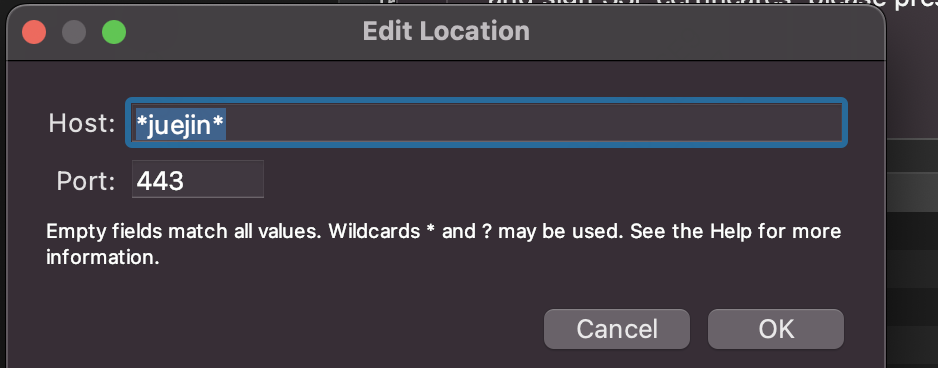 Edit Location
Host: *juejin*
Port: 443
Empty fields match all values. Wildcards * and ? may be used. See the Help for more
information.
Cancel OK